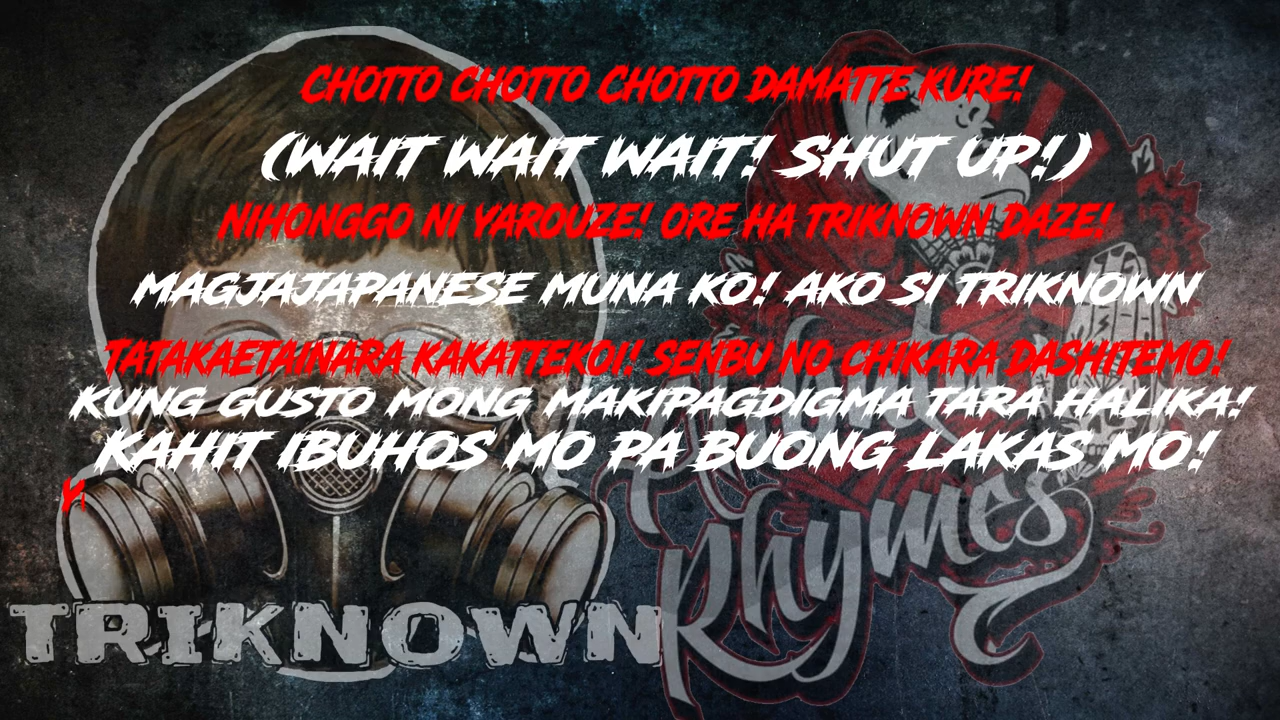 CHOTTO CHOTTO CHOTTO DAMATTE KURE!
(WAIT WAIT WAIT! SHUT UP!)
NIHONGGO NI YAROUZE! ORE HA TRIKNOWN DAZE!
MAGJAJAPANESE MUNA KO! AKO SI TRIKNOWN
TATAKAETAINARA KAKATTEKOI! SENBU NO CHIKARA DASHITEMO!
KUNG GUSTO MONG MAKIPAGDIGMA TARA HALIKA!
KAHIT IBUHOS MO PA BUONG LAKAS MO!
TRIKNOWN
Rhymes